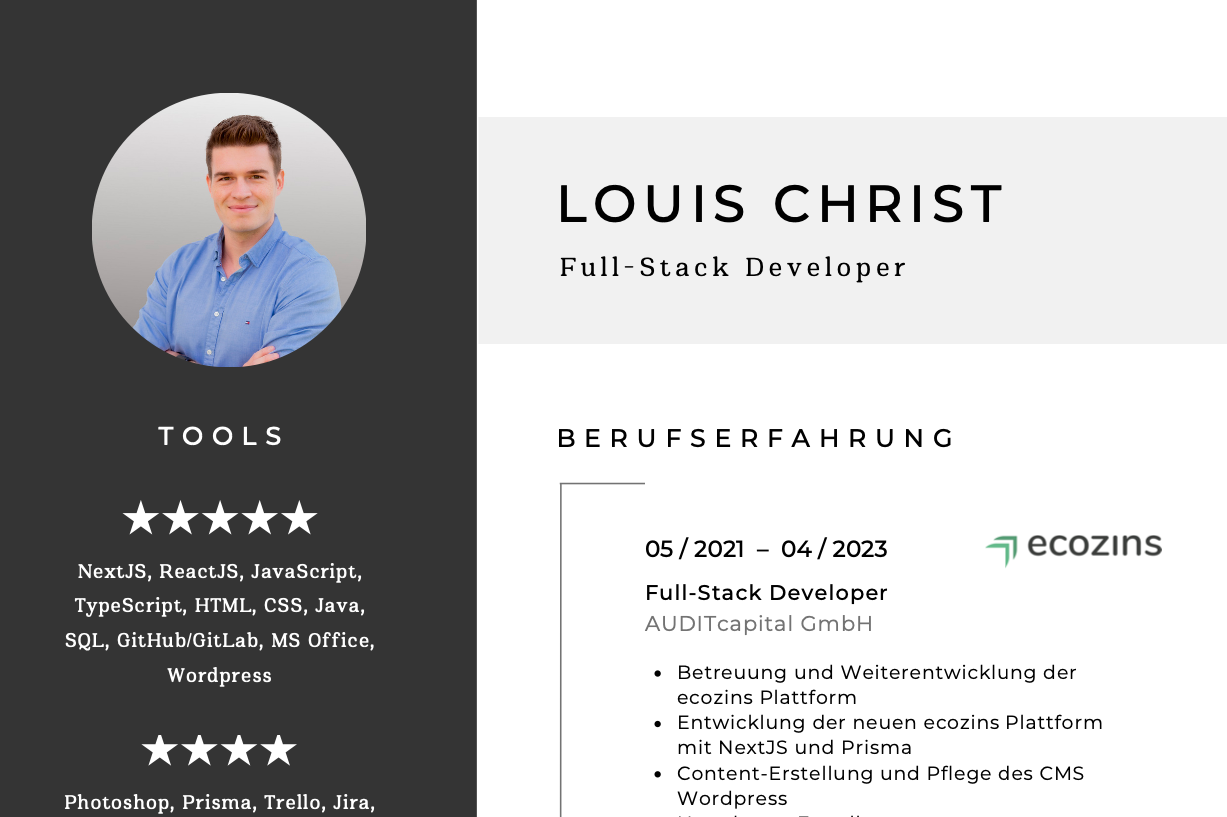 TOOLS
★★★★★
NextJS, ReactJS, JavaScript,
TypeScript, HTML, CSS, Java,
SQL, GitHub/GitLab, MS Office,
Wordpress
★★★★
Photoshop, Prisma, Trello, Jira,
LOUIS CHRIST
Full-Stack Developer
BERUFSERFAHRUNG
05 / 2021 – 04 / 2023
ecozins
Full-Stack Developer
AUDITcapital GmbH
• Betreuung und Weiterentwicklung der
ecozins Plattform
• Entwicklung der neuen ecozins Plattform
mit NextJS und Prisma
• Content-Erstellung und Pflege des CMS
Wordpress